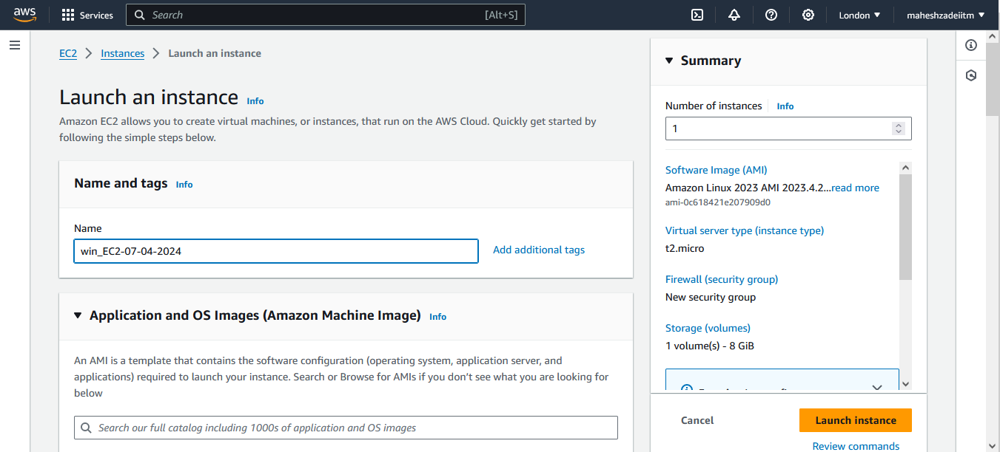 aws
Services
Search
[Alt+S]
London
maheshzadeiitm
EC2
Instances
Launch an instance
Launch an instance
Info
Amazon EC2 allows you to create virtual machines, or instances, that run on the AWS Cloud. Quickly get started by
following the simple steps below.
Name and tags
Info
Name
win_EC2-07-04-2024
Add additional tags
Application and OS Images (Amazon Machine Image)
Info
An AMI is a template that contains the software configuration (operating system, application server, and
applications) required to launch your instance. Search or Browse for AMIs if you don't see what you are looking for
below
Search our full catalog including 1000s of application and OS images
Summary
Number of instances
Info
1
Software Image (AMI)
Amazon Linux 2023 AMI 2023.4.2...read more
ami-0c618421e207909d0
Virtual server type (instance type)
t2.micro
Firewall (security group)
New security group
Storage (volumes)
1 volume(s) - 8 GiB
Cancel
Launch instance
Review commands